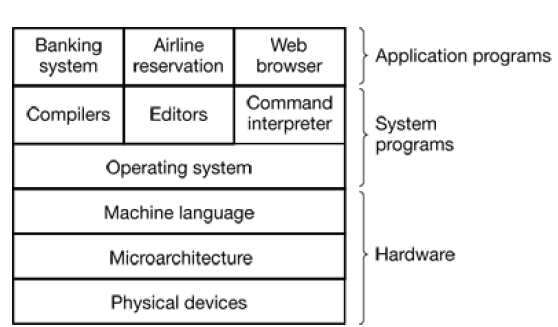 Banking
system
Airline
reservation
Web
browser
Application programs
Compilers
Editors
Command
interpreter
System
programs
Operating system
Machine language
Microarchitecture
Hardware
Physical devices